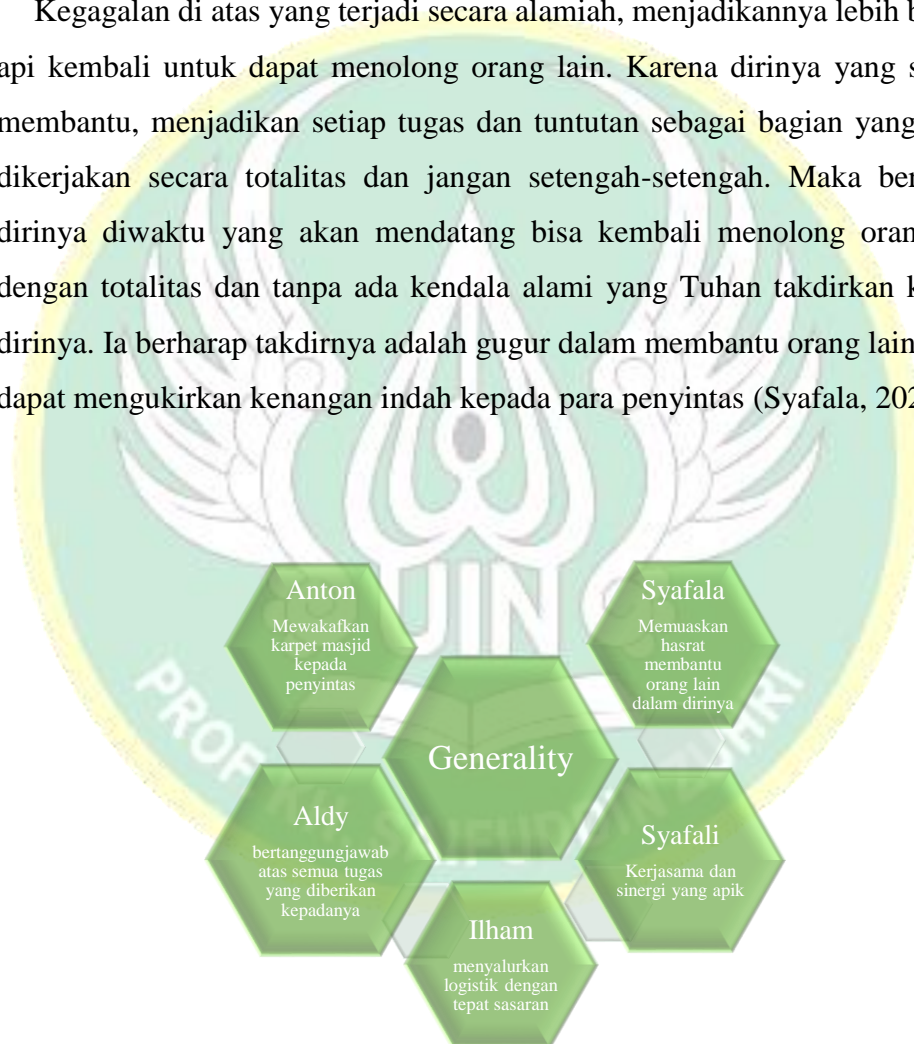 Kegagalan di atas yang terjadi secara alamiah, menjadikannya lebih
api kembali untuk dapat menolong orang lain. Karena dirinya yang
membantu, menjadikan setiap tugas dan tuntutan sebagai bagian yang
dikerjakan secara totalitas dan jangan setengah-setengah. Maka
dirinya diwaktu yang akan mendatang bisa kembali menolong
dengan totalitas dan tanpa ada kendala alami yang Tuhan takdirkan
dirinya. Ia berharap takdirnya adalah gugur dalam membantu orang lain
dapat mengukirkan kenangan indah kepada para penyintas (Syafala,
Anton
Mewakafkan
karpet masjid
kepada
penyintas
Syafala
Memuaskan
hasrat
membantu
orang lain
dalam dirinya
Generality
Aldy
bertanggungjawab
atas semua tugas
yang diberikan
kepadanya
Syafali
Kerjasama dan
sinergi yang apik
Ilham
menyalurkan
logistik dengan
tepat sasaran
UIN
PROF.